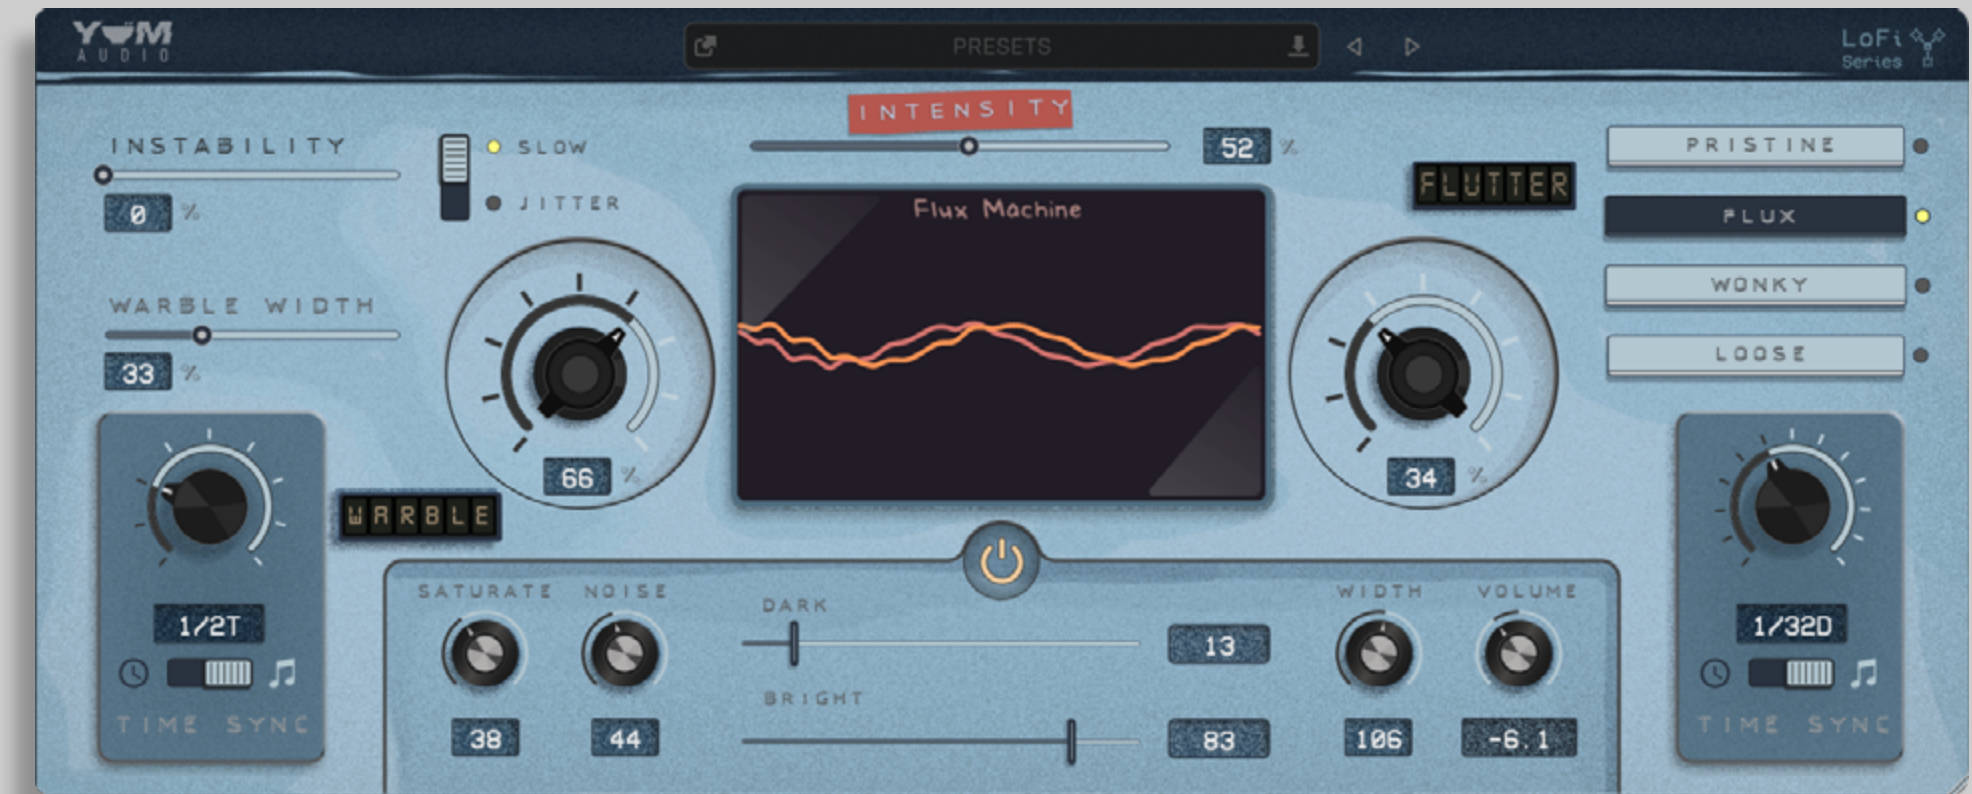 YUM
AUDIO
PRESETS
LoFi
Series
INTENSITY
52 %
INSTABILITY
0 %
SLOW
JITTER
WARBLE WIDTH
33 %
Flux Machine
FLUTTER
PRISTINE
FLUX
WONKY
LOOSE
66 %
34 %
WARBLE
1/2T
TIME SYNC
1/32D
TIME SYNC
SATURATE
38
NOISE
44
DARK
13
BRIGHT
83
WIDTH
106
VOLUME
-6.1